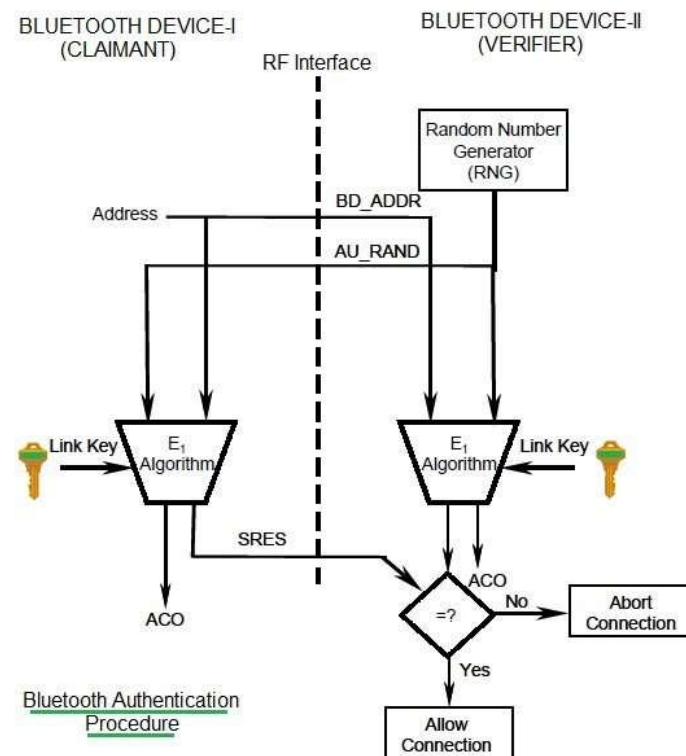 BLUETOOTH DEVICE-I
(CLAIMANT)
BLUETOOTH DEVICE-II
(VERIFIER)
RF Interface
Random Number
Generator
(RNG)
Address
BD_ADDR
AU_RAND
Link Key
E1
Algorithm
E1
Algorithm
Link Key
SRES
ACO
ACO
=?
No
Abort
Connection
Yes
Bluetooth Authentication
Procedure
Allow
Connection